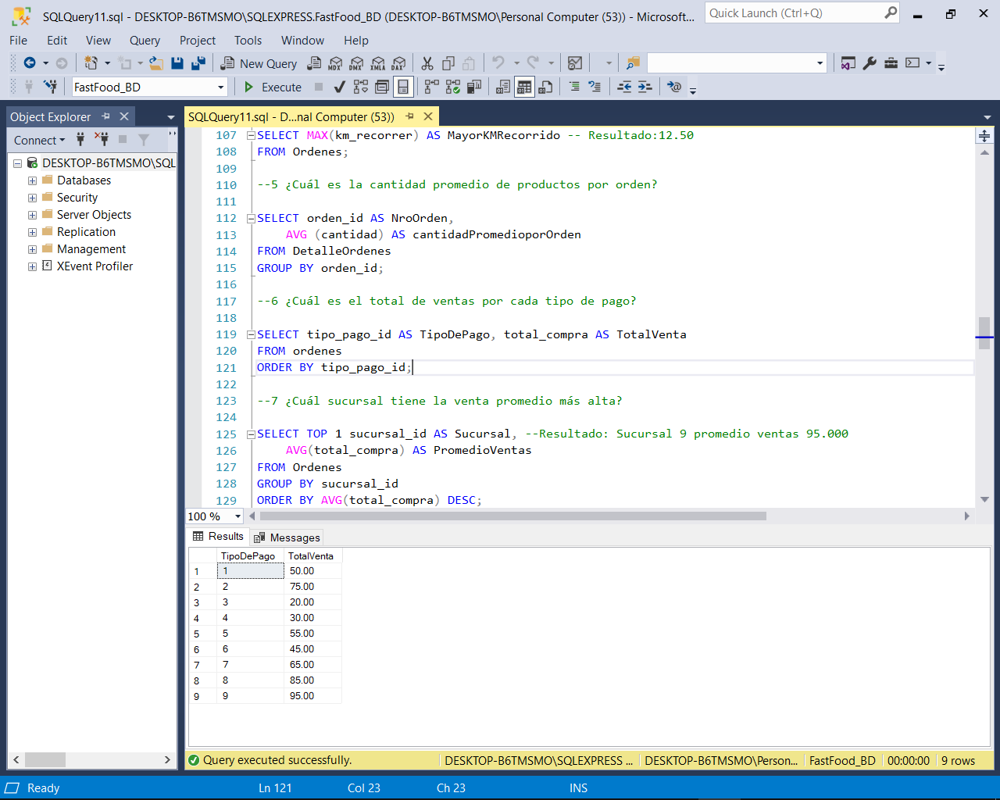 SQLQuery11.sql - DESKTOP-B6TMSMO\SQLEXPRESS.FastFood_BD (DESKTOP-B6TMSMO\Personal Computer (53)) - Microsoft...
Quick Launch (Ctrl+Q)
File Edit View Query Project Tools Window Help
New Query MDX DMX XMLA DAX
FastFood_BD Execute
Object Explorer
SQLQuery11.sql - D...nal Computer (53))
Connect
DESKTOP-B6TMSMO\SQL
Databases
Security
Server Objects
Replication
Management
XEvent Profiler
107 SELECT MAX(km_recorrer) AS MayorKMRecorrido -- Resultado:12.50
108 FROM Ordenes;
109
110 --5 ¿Cuál es la cantidad promedio de productos por orden?
111
112 SELECT orden_id AS NroOrden,
113 AVG (cantidad) AS cantidadPromedioporOrden
114 FROM DetalleOrdenes
115 GROUP BY orden_id;
116
117 --6 ¿Cuál es el total de ventas por cada tipo de pago?
118
119 SELECT tipo_pago_id AS TipoDePago, total_compra AS TotalVenta
120 FROM ordenes
121 ORDER BY tipo_pago_id;
122
123 --7 ¿Cuál sucursal tiene la venta promedio más alta?
124
125 SELECT TOP 1 sucursal_id AS Sucursal, --Resultado: Sucursal 9 promedio ventas 95.000
126 AVG(total_compra) AS PromedioVentas
127 FROM Ordenes
128 GROUP BY sucursal_id
129 ORDER BY AVG(total_compra) DESC;
100 %
Results Messages
TipoDePago TotalVenta
1 1 50.00
2 2 75.00
3 3 20.00
4 4 30.00
5 5 55.00
6 6 45.00
7 7 65.00
8 8 85.00
9 9 95.00
Query executed successfully. DESKTOP-B6TMSMO\SQLEXPRESS ... DESKTOP-B6TMSMO\Person... FastFood_BD 00:00:00 9 rows
Ready Ln 121 Col 23 Ch 23 INS